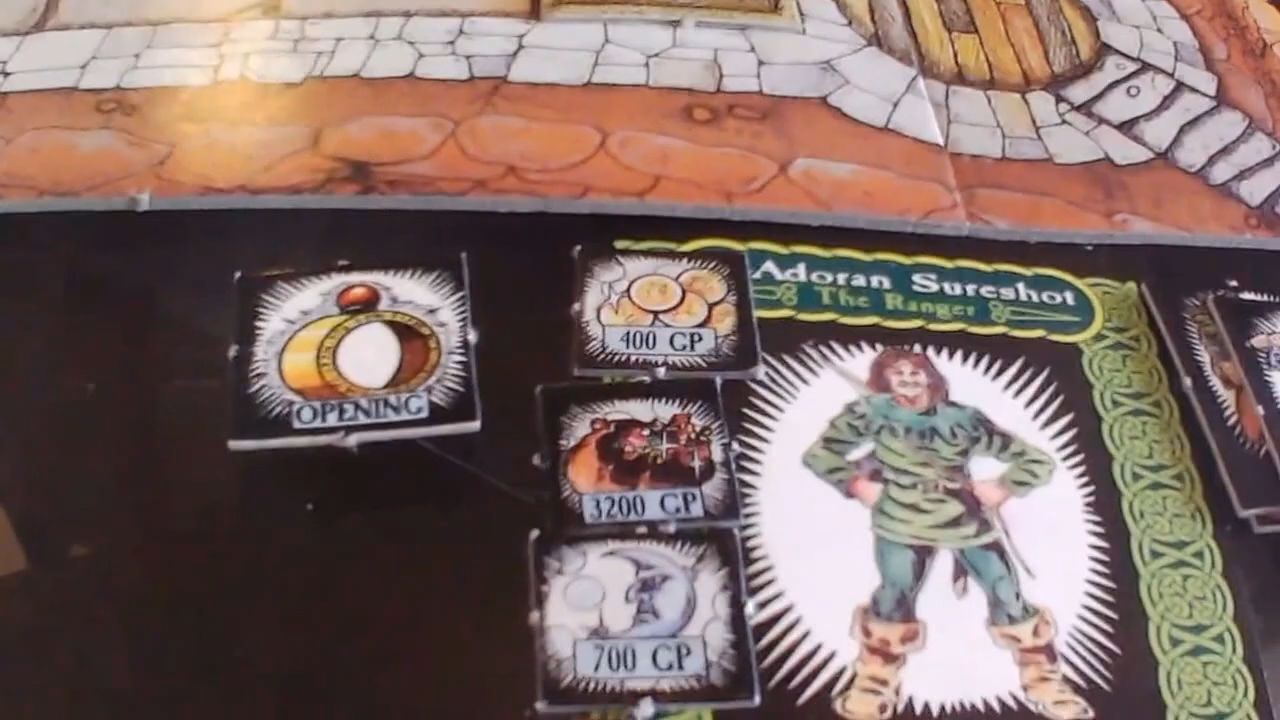 OPENING
400 GP
3200 GP
700 GP
Adoran Sureshot
The Ranger